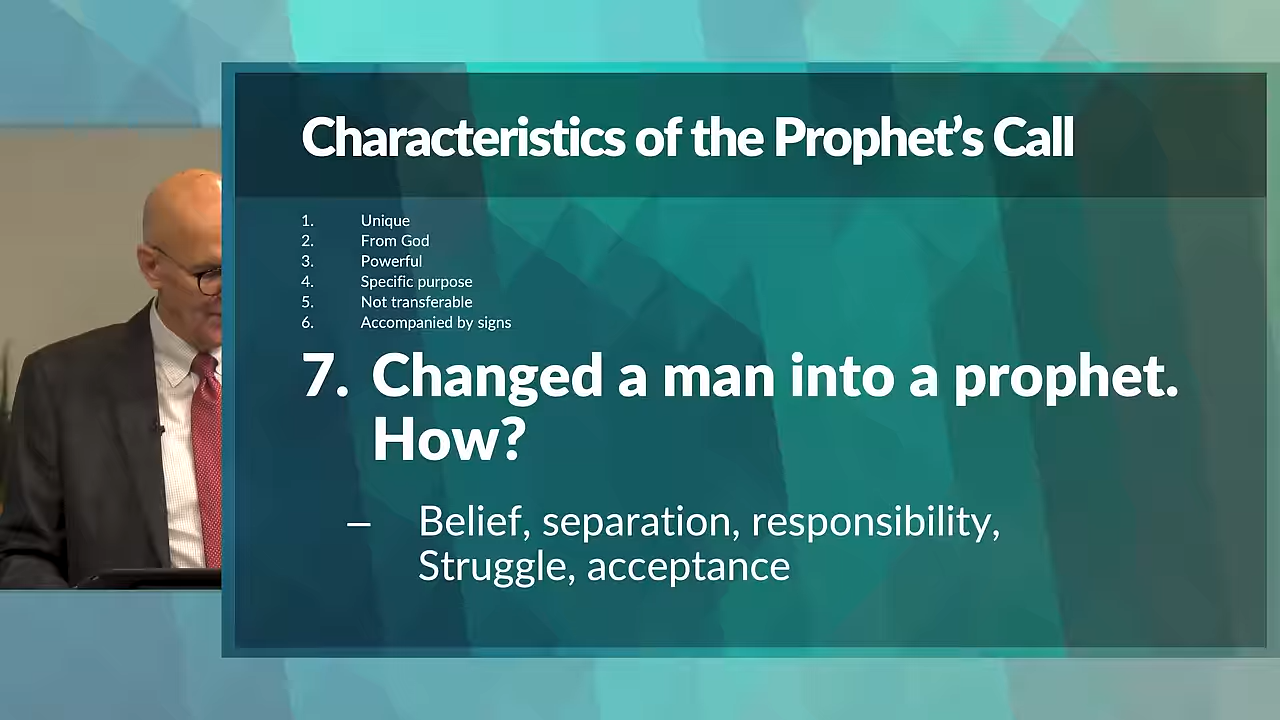 Characteristics of the Prophet’s Call
1. Unique
2. From God
3. Powerful
4. Specific purpose
5. Not transferable
6. Accompanied by signs
7. Changed a man into a prophet.
How?
– Belief, separation, responsibility,
Struggle, acceptance